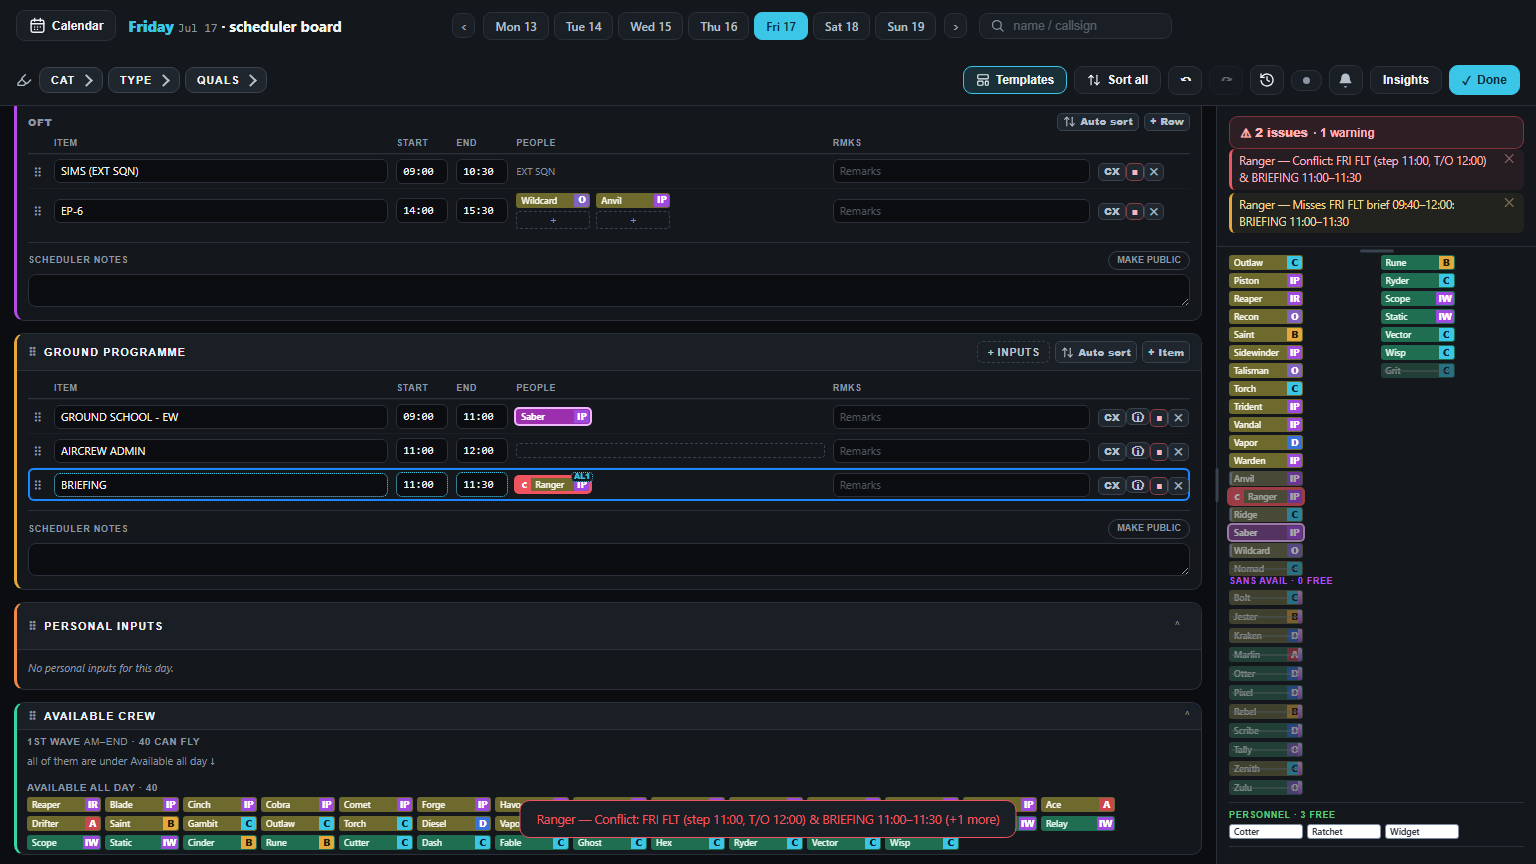 Calendar Friday Jul 17 · scheduler board ‹ Mon 13 Tue 14 Wed 15 Thu 16 Fri 17 Sat 18 Sun 19 › name / callsign
CAT TYPE QUALS Templates Sort all Insights ✓ Done
OFT Auto sort + Row
ITEM START END PEOPLE RMKS
SIMS (EXT SQN) 09:00 10:30 EXT SQN Remarks CX
EP-6 14:00 15:30 Wildcard O Anvil IP Remarks CX
+ +
SCHEDULER NOTES MAKE PUBLIC
GROUND PROGRAMME + INPUTS Auto sort + Item
ITEM START END PEOPLE RMKS
GROUND SCHOOL - EW 09:00 11:00 Saber IP Remarks CX
AIRCREW ADMIN 11:00 12:00 Remarks CX
BRIEFING 11:00 11:30 C Ranger IP AL1 Remarks CX
SCHEDULER NOTES MAKE PUBLIC
PERSONAL INPUTS
No personal inputs for this day.
AVAILABLE CREW
1ST WAVE AM–END · 40 CAN FLY
all of them are under Available all day ↓
AVAILABLE ALL DAY · 40
Reaper IR Blade IP Cinch IP Cobra IP Comet IP Forge IP IP Ace A
Drifter A Saint B Gambit C Outlaw C Torch C Diesel D IW Relay IW
Scope IW Static IW Cinder B Rune B Cutter C Dash C Fable C Ghost C Hex C Ryder C Vector C Wisp C
Ranger — Conflict: FRI FLT (step 11:00, T/O 12:00) & BRIEFING 11:00–11:30 (+1 more)
⚠ 2 issues · 1 warning
Ranger — Conflict: FRI FLT (step 11:00, T/O 12:00)
& BRIEFING 11:00–11:30
Ranger — Misses FRI FLT brief 09:40–12:00:
BRIEFING 11:00–11:30
Outlaw C Rune B
Piston IP Ryder C
Reaper IR Scope IW
Recon O Static IW
Saint B Vector C
Sidewinder IP Wisp C
Talisman O Grit C
Torch C
Trident IP
Vandal IP
Vapor D
Warden IP
Anvil IP
C Ranger IP
Ridge C
Saber IP
Wildcard O
Nomad C
SANS AVAIL · 0 FREE
Bolt C
Jester B
Kraken D
Marlin A
Otter D
Pixel D
Rebel B
Scribe D
Tally O
Zenith C
Zulu O
PERSONNEL · 3 FREE
Cotter Ratchet Widget